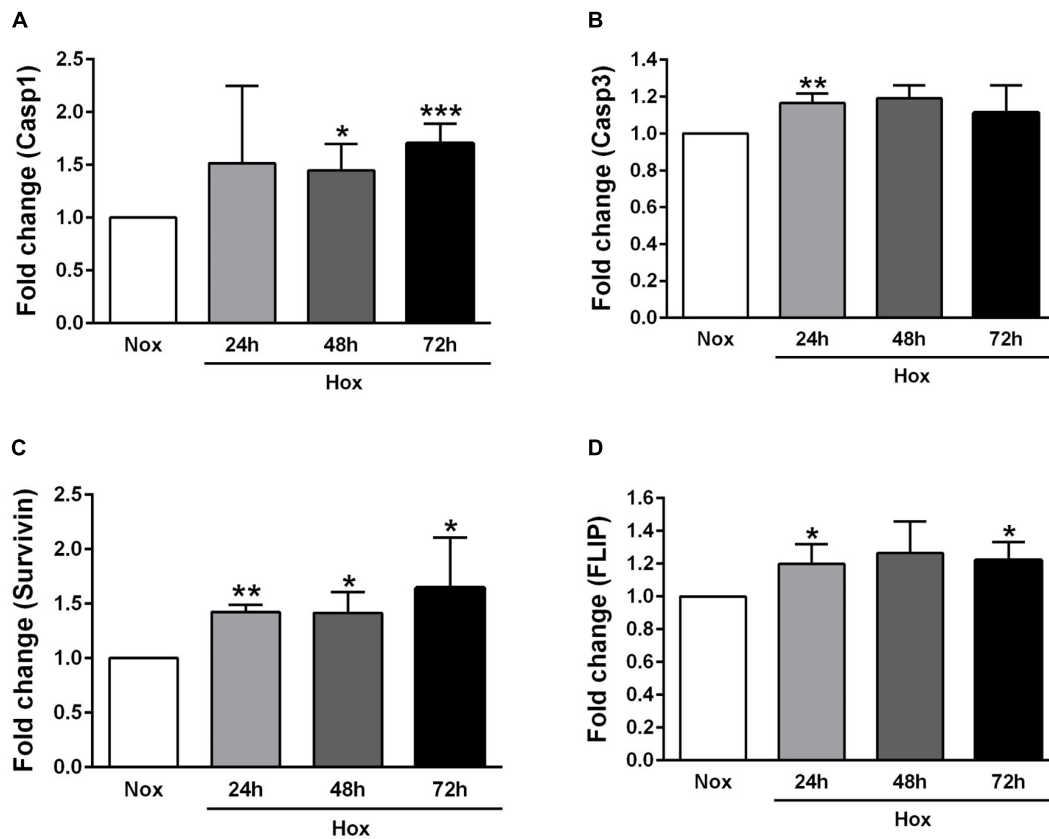 A
Fold change (Casp1)
2.5
2.0
1.5
1.0
0.5
0.0
*
***
Nox
24h
48h
72h
Hox
B
Fold change (Casp3)
1.4
1.2
1.0
0.8
0.6
0.4
0.2
0.0
**
Nox
24h
48h
72h
Hox
C
Fold change (Survivin)
2.5
2.0
1.5
1.0
0.5
0.0
**
*
*
Nox
24h
48h
72h
Hox
D
Fold change (FLIP)
1.6
1.4
1.2
1.0
0.8
0.6
0.4
0.2
0.0
*
*
Nox
24h
48h
72h
Hox